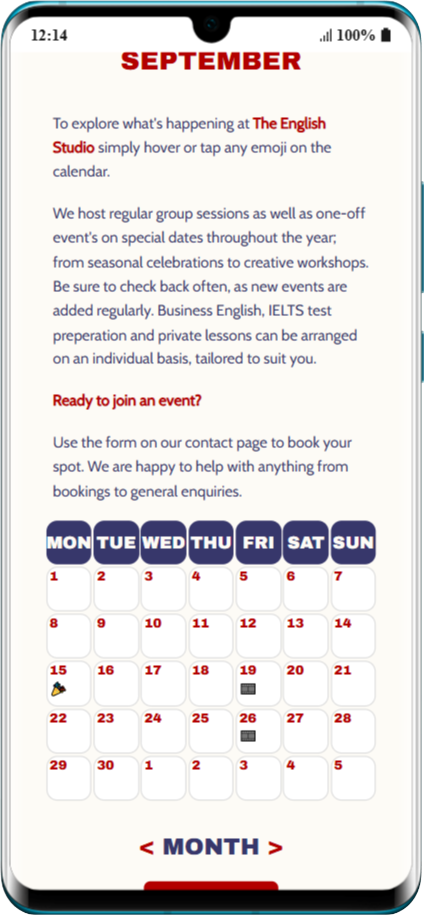 12:14 100%
SEPTEMBER
To explore what's happening at The English
Studio simply hover or tap any emoji on the
calendar.
We host regular group sessions as well as one-off
event's on special dates throughout the year;
from seasonal celebrations to creative workshops.
Be sure to check back often, as new events are
added regularly. Business English, IELTS test
preperation and private lessons can be arranged
on an individual basis, tailored to suit you.
Ready to join an event?
Use the form on our contact page to book your
spot. We are happy to help with anything from
bookings to general enquiries.
MON TUE WED THU FRI SAT SUN
1 2 3 4 5 6 7
8 9 10 11 12 13 14
15 16 17 18 19 20 21
22 23 24 25 26 27 28
29 30 1 2 3 4 5
< MONTH >